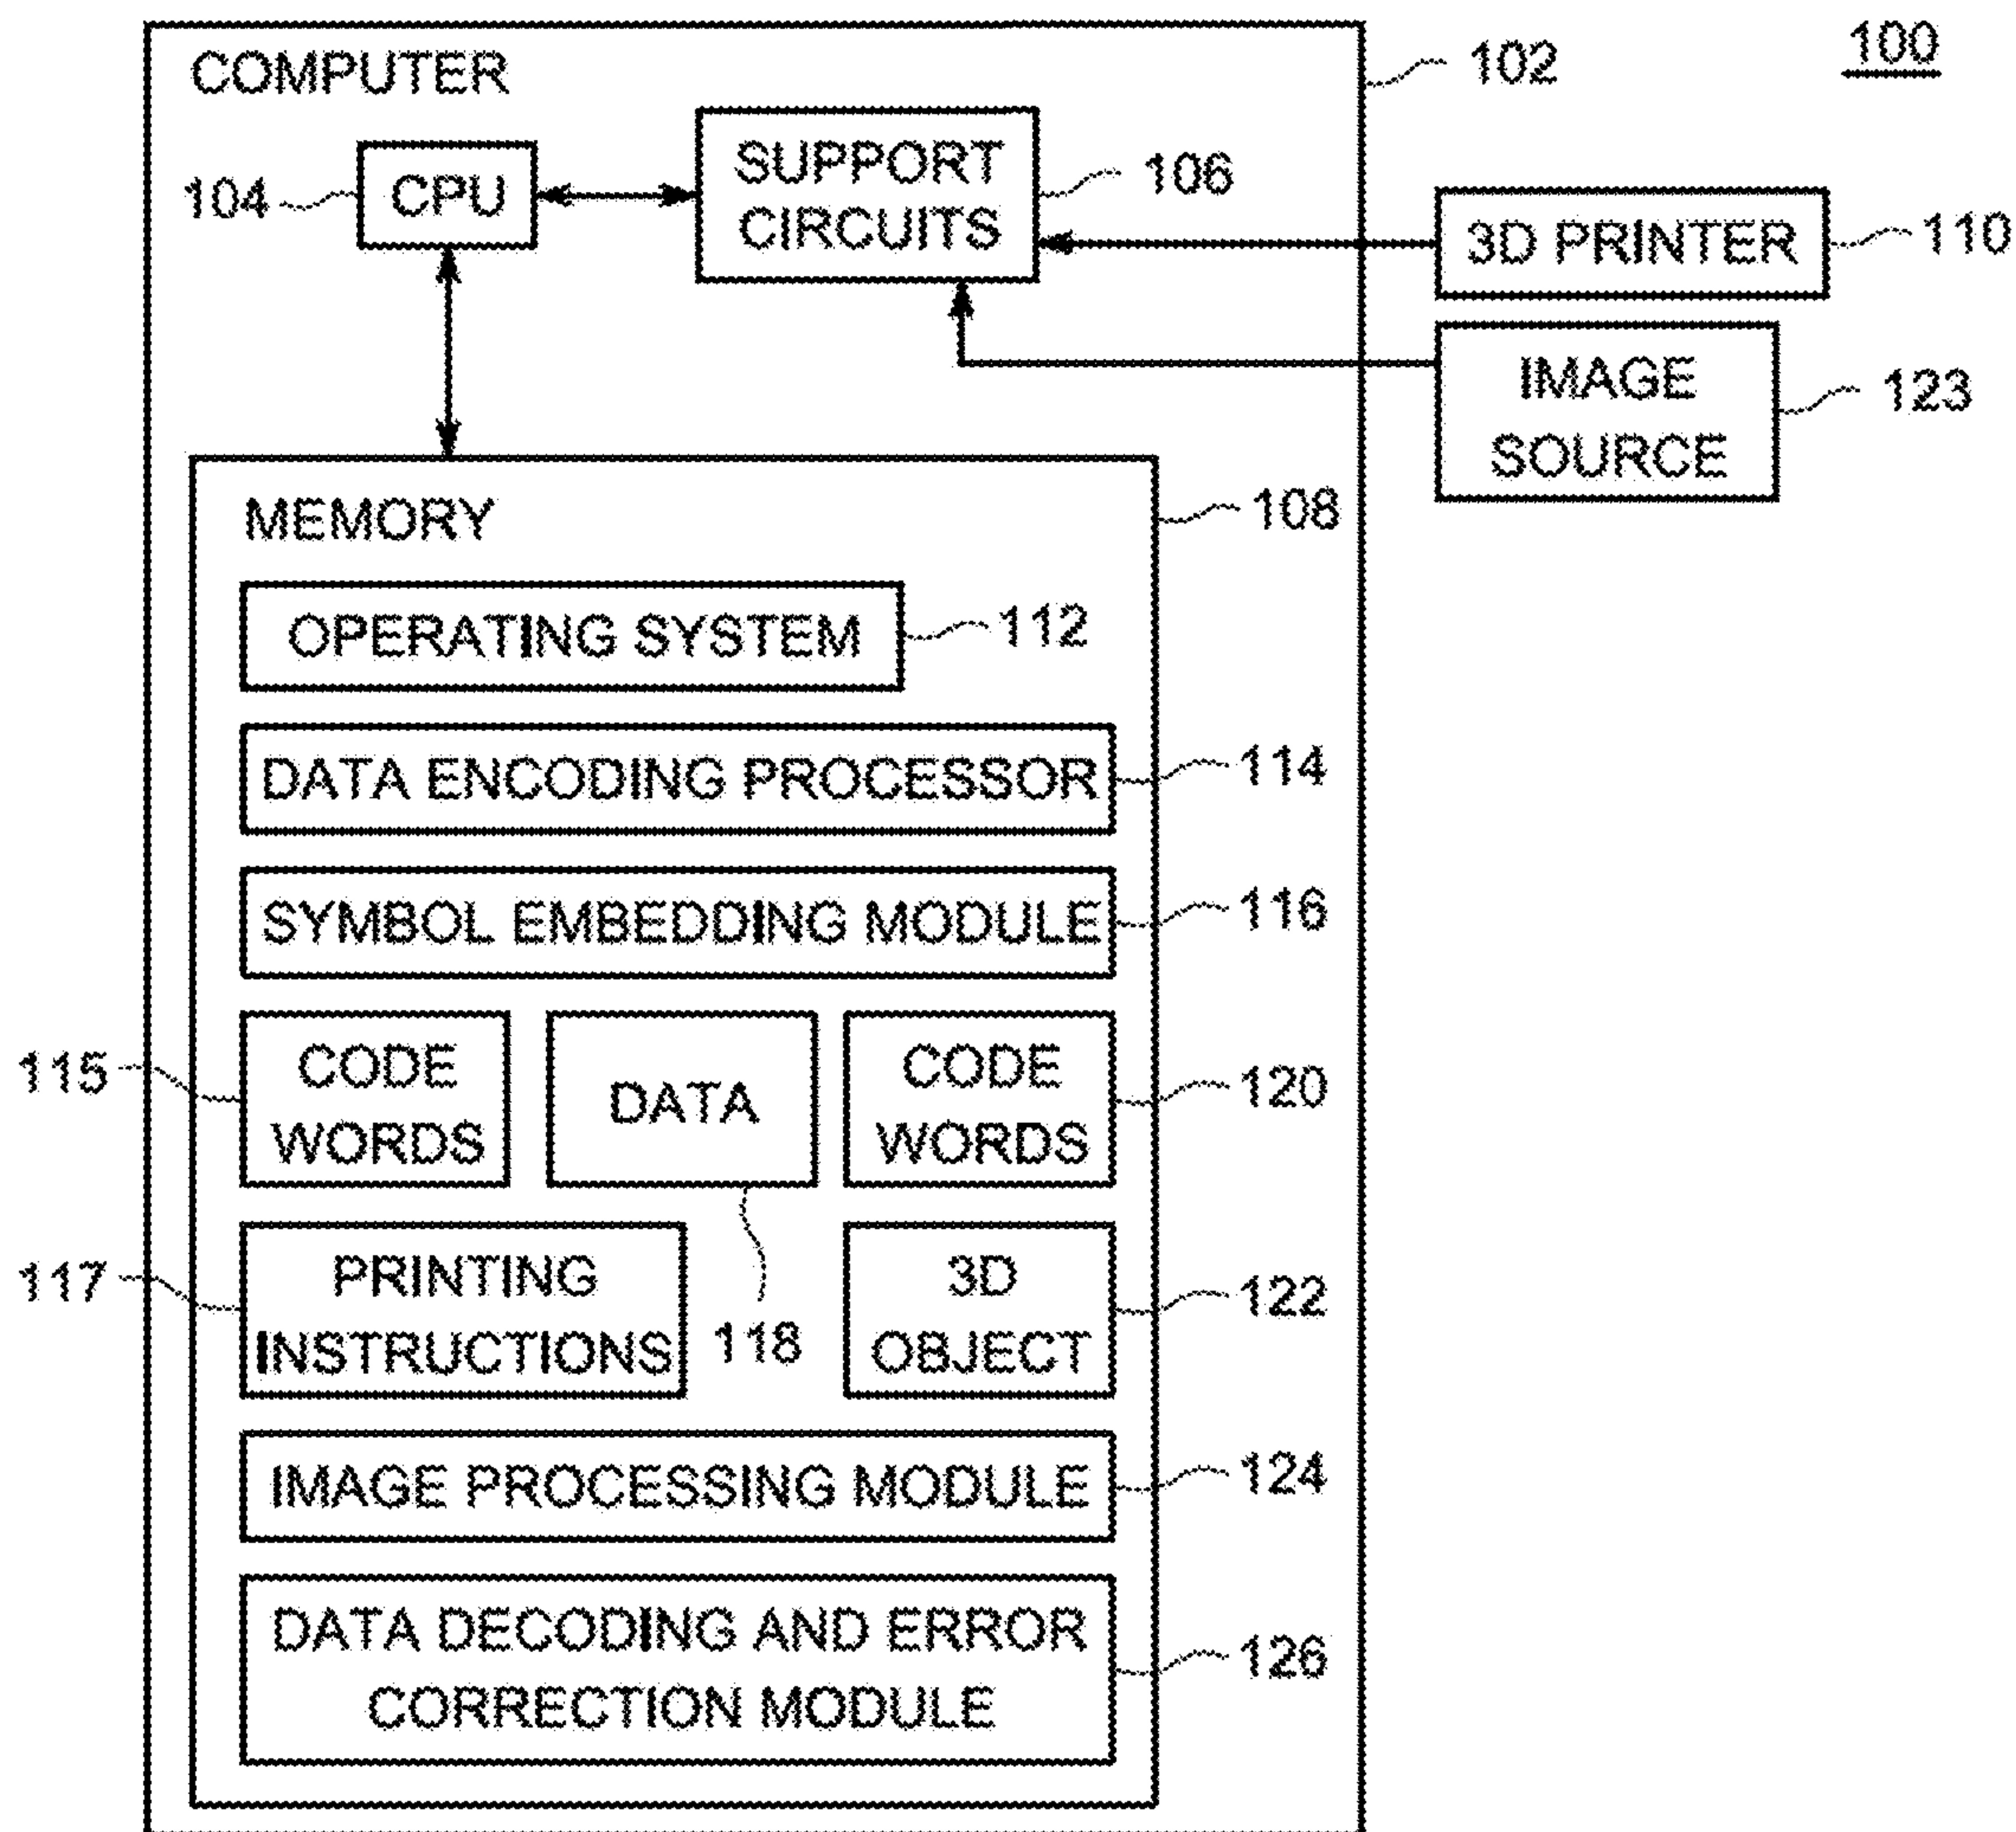 100
COMPUTER
102
CPU
104
SUPPORT
CIRCUITS
106
3D PRINTER
110
IMAGE
SOURCE
123
MEMORY
108
OPERATING SYSTEM
112
DATA ENCODING PROCESSOR
114
SYMBOL EMBEDDING MODULE
116
115
CODE
WORDS
DATA
118
CODE
WORDS
120
117
PRINTING
INSTRUCTIONS
3D
OBJECT
122
IMAGE PROCESSING MODULE
124
DATA DECODING AND ERROR
CORRECTION MODULE
126